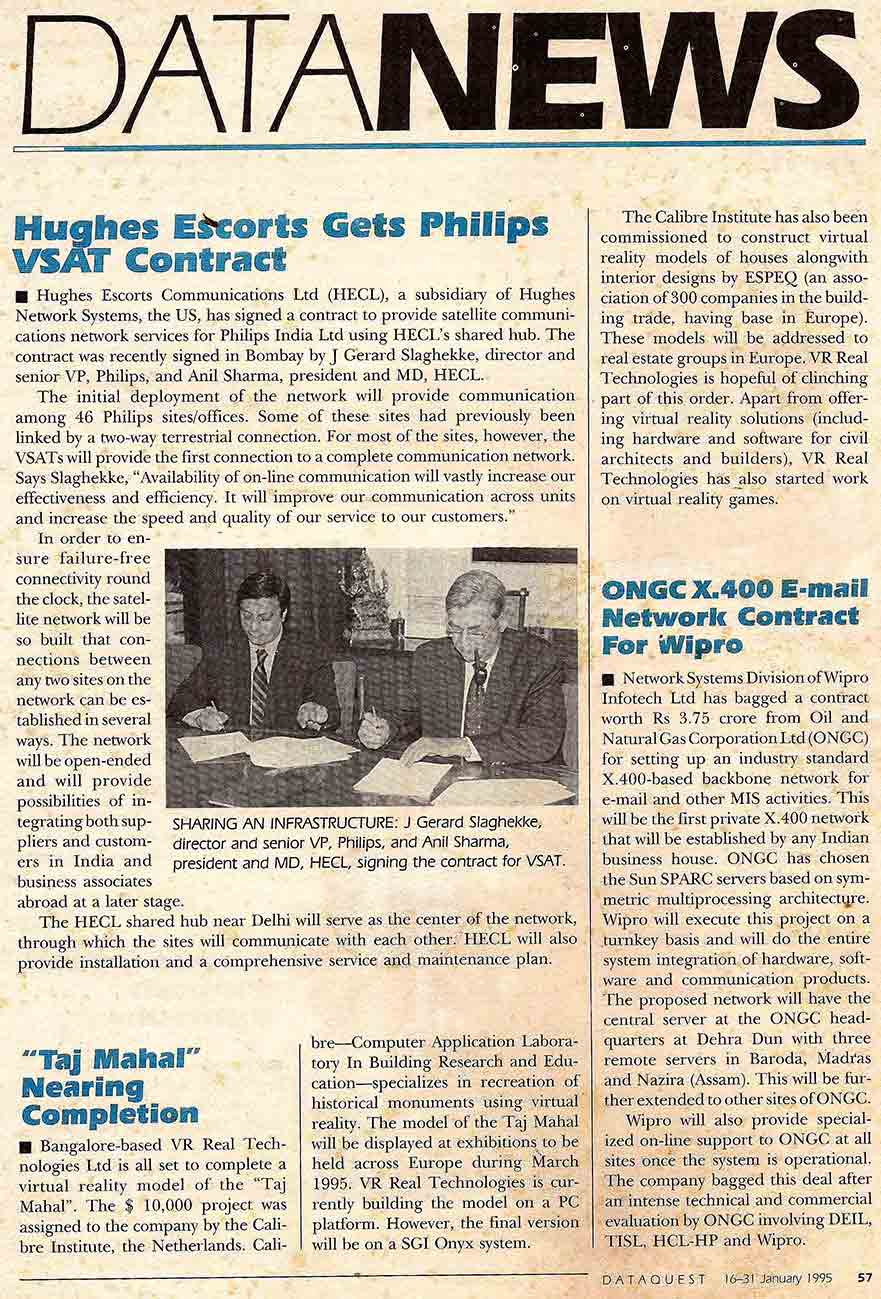 DATANEWS
Hughes Escorts Gets Philips
VSAT Contract
■ Hughes Escorts Communications Ltd (HECL), a subsidiary of Hughes
Network Systems, the US, has signed a contract to provide satellite communi-
cations network services for Philips India Ltd using HECL's shared hub. The
contract was recently signed in Bombay by J Gerard Slaghekke, director and
senior VP, Philips, and Anil Sharma, president and MD, HECL.
The initial deployment of the network will provide communication
among 46 Philips sites/offices. Some of these sites had previously been
linked by a two-way terrestrial connection. For most of the sites, however, the
VSATs will provide the first connection to a complete communication network.
Says Slaghekke, "Availability of on-line communication will vastly increase our
effectiveness and efficiency. It will improve our communication across units
and increase the speed and quality of our service to our customers."
In order to en-
sure failure-free
connectivity round
the clock, the satel-
lite network will be
so built that con-
nections between
any two sites on the
network can be es-
tablished in several
ways. The network
will be open-ended
and will provide
possibilities of in-
tegrating both sup-
pliers and custom-
ers in India and
business associates
abroad at a later stage.
SHARING AN INFRASTRUCTURE: J Gerard Slaghekke,
director and senior VP, Philips, and Anil Sharma,
president and MD, HECL, signing the contract for VSAT.
The HECL shared hub near Delhi will serve as the center of the network,
through which the sites will communicate with each other. HECL will also
provide installation and a comprehensive service and maintenance plan.
"Taj Mahal"
Nearing
Completion
■ Bangalore-based VR Real Tech-
nologies Ltd is all set to complete a
virtual reality model of the "Taj
Mahal". The $ 10,000 project was
assigned to the company by the Cali-
bre Institute, the Netherlands. Cali-
bre—Computer Application Labora-
tory In Building Research and Edu-
cation—specializes in recreation of
historical monuments using virtual
reality. The model of the Taj Mahal
will be displayed at exhibitions to be
held across Europe during March
1995. VR Real Technologies is cur-
rently building the model on a PC
platform. However, the final version
will be on a SGI Onyx system.
The Calibre Institute has also been
commissioned to construct virtual
reality models of houses alongwith
interior designs by ESPEQ (an asso-
ciation of 300 companies in the build-
ing trade, having base in Europe).
These models will be addressed to
real estate groups in Europe. VR Real
Technologies is hopeful of clinching
part of this order. Apart from offer-
ing virtual reality solutions (includ-
ing hardware and software for civil
architects and builders), VR Real
Technologies has also started work
on virtual reality games.
ONGC X.400 E-mail
Network Contract
For Wipro
■ Network Systems Division of Wipro
Infotech Ltd has bagged a contract
worth Rs 3.75 crore from Oil and
Natural Gas Corporation Ltd (ONGC)
for setting up an industry standard
X.400-based backbone network for
e-mail and other MIS activities. This
will be the first private X.400 network
that will be established by any Indian
business house. ONGC has chosen
the Sun SPARC servers based on sym-
metric multiprocessing architecture.
Wipro will execute this project on a
turnkey basis and will do the entire
system integration of hardware, soft-
ware and communication products.
The proposed network will have the
central server at the ONGC head-
quarters at Dehra Dun with three
remote servers in Baroda, Madras
and Nazira (Assam). This will be fur-
ther extended to other sites of ONGC.
Wipro will also provide special-
ized on-line support to ONGC at all
sites once the system is operational.
The company bagged this deal after
an intense technical and commercial
evaluation by ONGC involving DEIL,
TISL, HCL-HP and Wipro.
DATAQUEST 16–31 January 1995 57